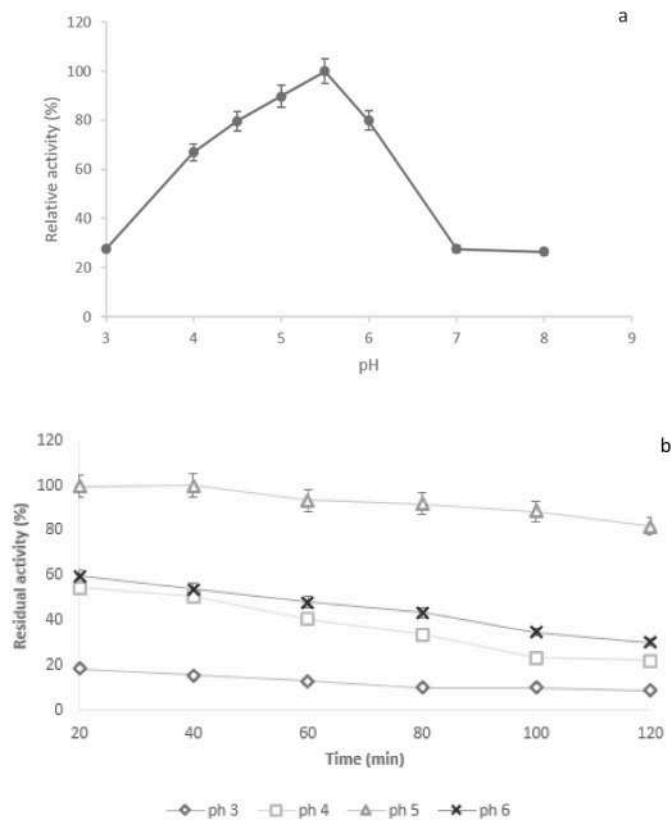 a
120
100
80
60
40
20
0
Relative activity (%)
3 4 5 6 7 8 9
pH
b
120
100
80
60
40
20
0
Residual activity (%)
20 40 60 80 100 120
Time (min)
ph 3 ph 4 ph 5 ph 6